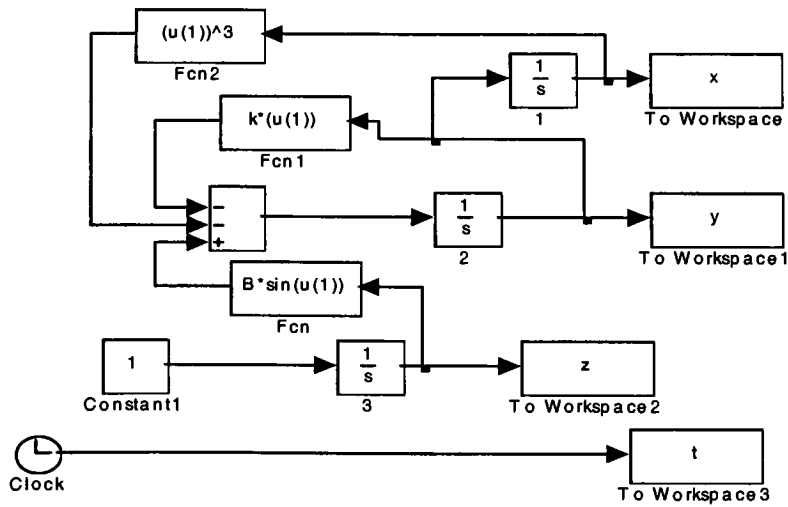 (u(1))^3
Fcn2
1
s
1
x
To Workspace
k*(u(1))
Fcn1
−
−
+
1
s
2
y
To Workspace1
B*sin(u(1))
Fcn
1
Constant1
1
s
3
z
To Workspace2
Clock
t
To Workspace3